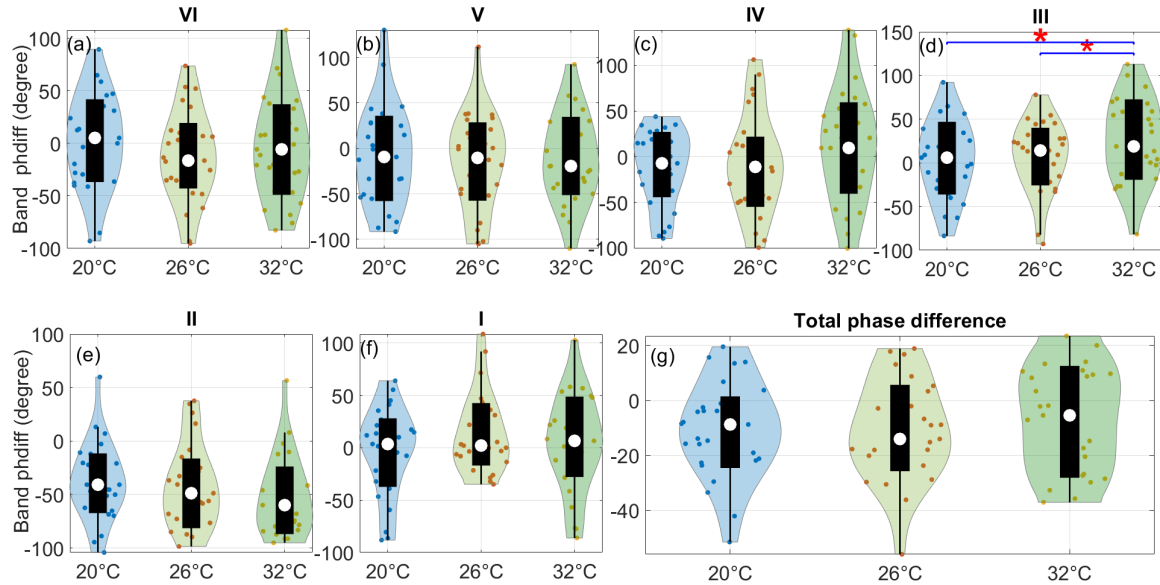 VI V IV III
Band phdiff (degree)
(a) (b) (c) (d)
100 50 0 -50 -100
100 50 0 -50 -100
100 50 0 -50 -100
150 100 50 0 -50 -100
* *
20°C 26°C 32°C 20°C 26°C 32°C 20°C 26°C 32°C 20°C 26°C 32°C
II I Total phase difference
Band phdiff (degree)
(e) (f) (g)
100 50 0 -50 -100
100 50 0 -50 -100
20 0 -20 -40
20°C 26°C 32°C 20°C 26°C 32°C 20°C 26°C 32°C